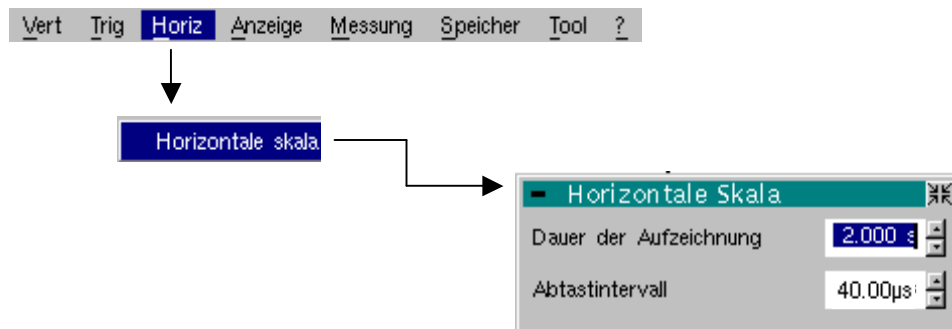 Vert Trig Horiz Anzeige Messung Speicher Tool ?
Horizontale skala
Horizontale Skala
Dauer der Aufzeichnung 2.000 s
Abtastintervall 40.00µs